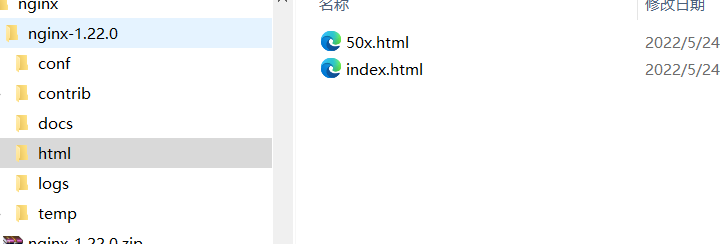 nginx
nginx-1.22.0
conf
contrib
docs
html
logs
temp
nginx-1.22.0.zip
名称 修改日期
50x.html 2022/5/24
index.html 2022/5/24